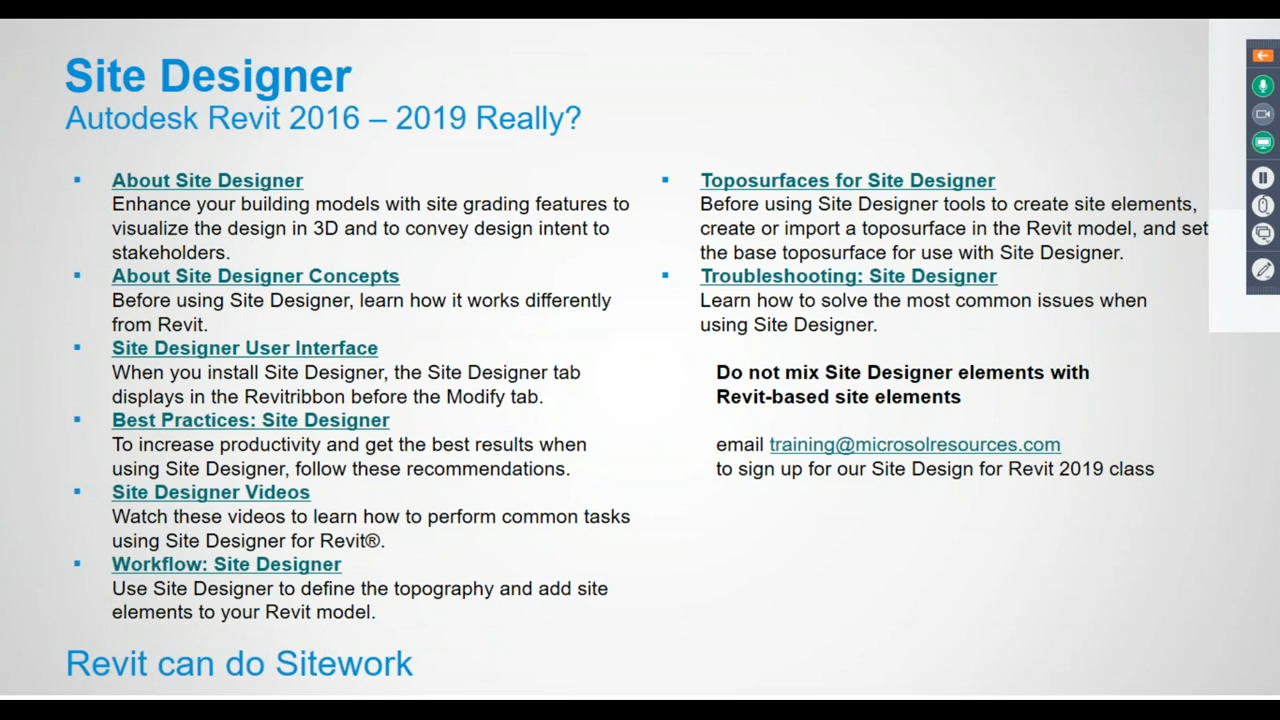 Site Designer
Autodesk Revit 2016 – 2019 Really?
About Site Designer
Enhance your building models with site grading features to
visualize the design in 3D and to convey design intent to
stakeholders.
About Site Designer Concepts
Before using Site Designer, learn how it works differently
from Revit.
Site Designer User Interface
When you install Site Designer, the Site Designer tab
displays in the Revitribbon before the Modify tab.
Best Practices: Site Designer
To increase productivity and get the best results when
using Site Designer, follow these recommendations.
Site Designer Videos
Watch these videos to learn how to perform common tasks
using Site Designer for Revit®.
Workflow: Site Designer
Use Site Designer to define the topography and add site
elements to your Revit model.
Toposurfaces for Site Designer
Before using Site Designer tools to create site elements,
create or import a toposurface in the Revit model, and set
the base toposurface for use with Site Designer.
Troubleshooting: Site Designer
Learn how to solve the most common issues when
using Site Designer.
Do not mix Site Designer elements with
Revit-based site elements
email training@microsolresources.com
to sign up for our Site Design for Revit 2019 class
Revit can do Sitework